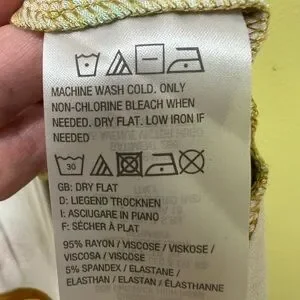 MACHINE WASH COLD. ONLY
NON-CHLORINE BLEACH WHEN
NEEDED. DRY FLAT. LOW IRON IF
NEEDED
30
GB: DRY FLAT
D: LIEGEND TROCKNEN
I: ASCIUGARE IN PIANO
F: SÉCHER À PLAT
95% RAYON / VISCOSE / VISKOSE /
VISCOSA / VISCOSE
5% SPANDEX / ELASTANE /
ELASTHAN / ELASTAN / ÉLASTHANNE